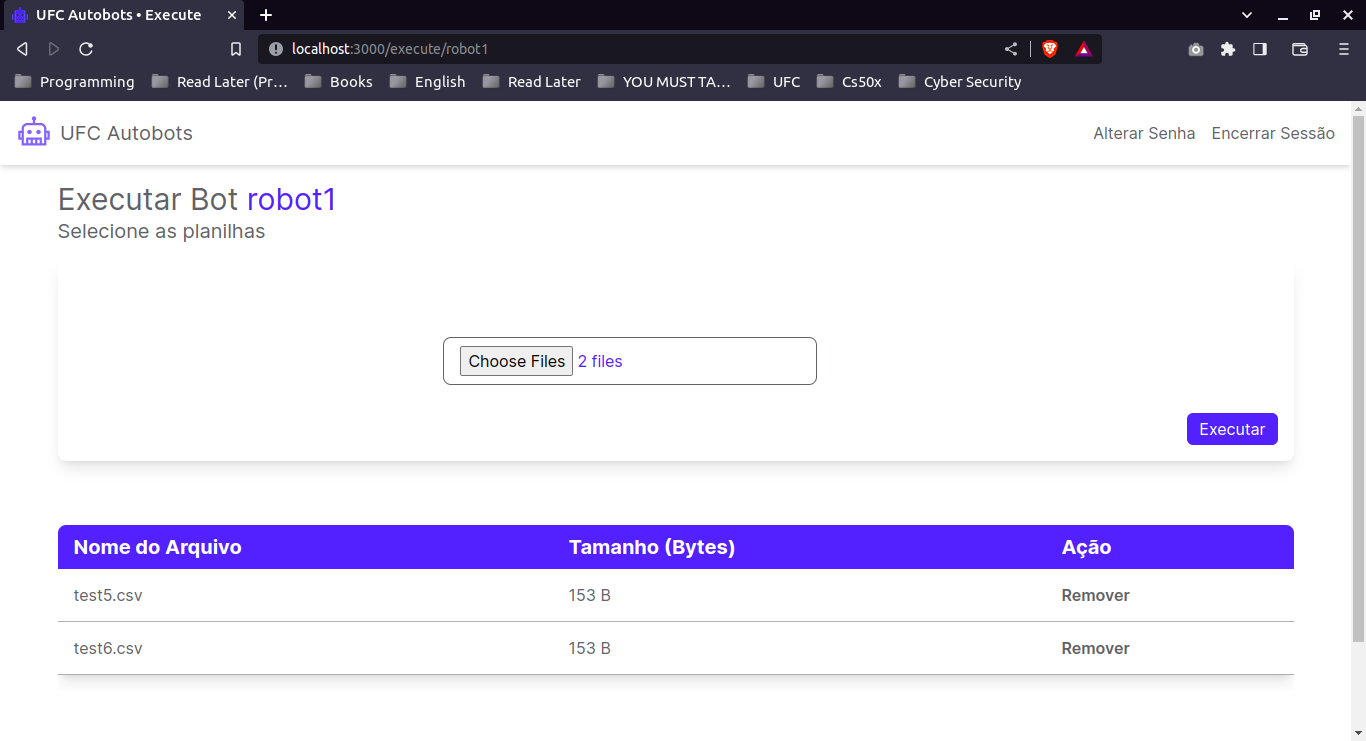 UFC Autobots • Execute
localhost:3000/execute/robot1
Programming Read Later (Pr... Books English Read Later YOU MUST TA... UFC Cs50x Cyber Security
UFC Autobots Alterar Senha Encerrar Sessão
Executar Bot robot1
Selecione as planilhas
Choose Files 2 files
Executar
Nome do Arquivo Tamanho (Bytes) Ação
test5.csv 153 B Remover
test6.csv 153 B Remover